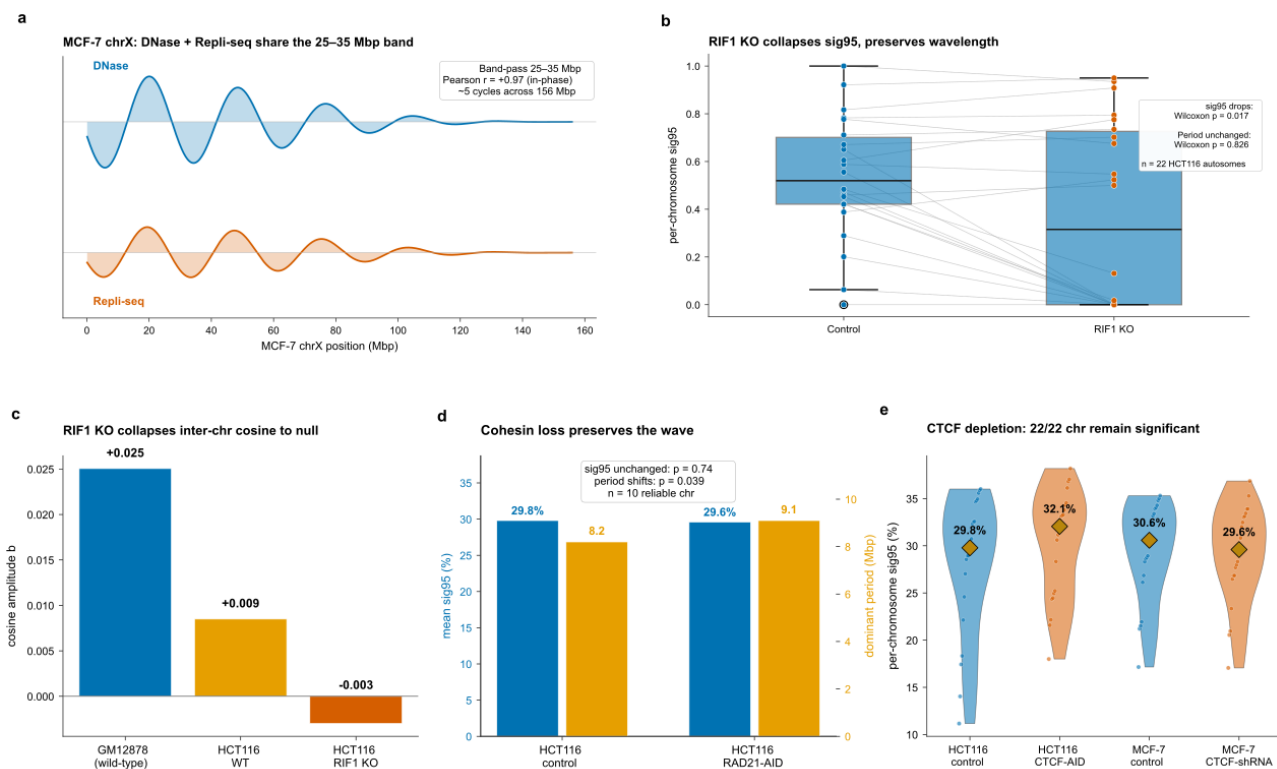 a
MCF-7 chrX: DNase + Repli-seq share the 25–35 Mbp band
DNase
Band-pass 25–35 Mbp
Pearson r = +0.97 (in-phase)
~5 cycles across 156 Mbp
Repli-seq
0 20 40 60 80 100 120 140 160
MCF-7 chrX position (Mbp)
b
RIF1 KO collapses sig95, preserves wavelength
per-chromosome sig95
1.0
0.8
0.6
0.4
0.2
0.0
sig95 drops:
Wilcoxon p = 0.017
Period unchanged:
Wilcoxon p = 0.826
n = 22 HCT116 autosomes
Control
RIF1 KO
c
RIF1 KO collapses inter-chr cosine to null
cosine amplitude b
0.025
0.020
0.015
0.010
0.005
0.000
+0.025
+0.009
-0.003
GM12878
(wild-type)
HCT116
WT
HCT116
RIF1 KO
d
Cohesin loss preserves the wave
sig95 unchanged: p = 0.74
period shifts: p = 0.039
n = 10 reliable chr
mean sig95 (%)
35
30
25
20
15
10
5
0
29.8%
8.2
29.6%
9.1
10
8
6
4
2
0
dominant period (Mbp)
HCT116
control
HCT116
RAD21-AID
e
CTCF depletion: 22/22 chr remain significant
per-chromosome sig95 (%)
35
30
25
20
15
10
29.8%
32.1%
30.6%
29.6%
HCT116
control
HCT116
CTCF-AID
MCF-7
control
MCF-7
CTCF-shRNA